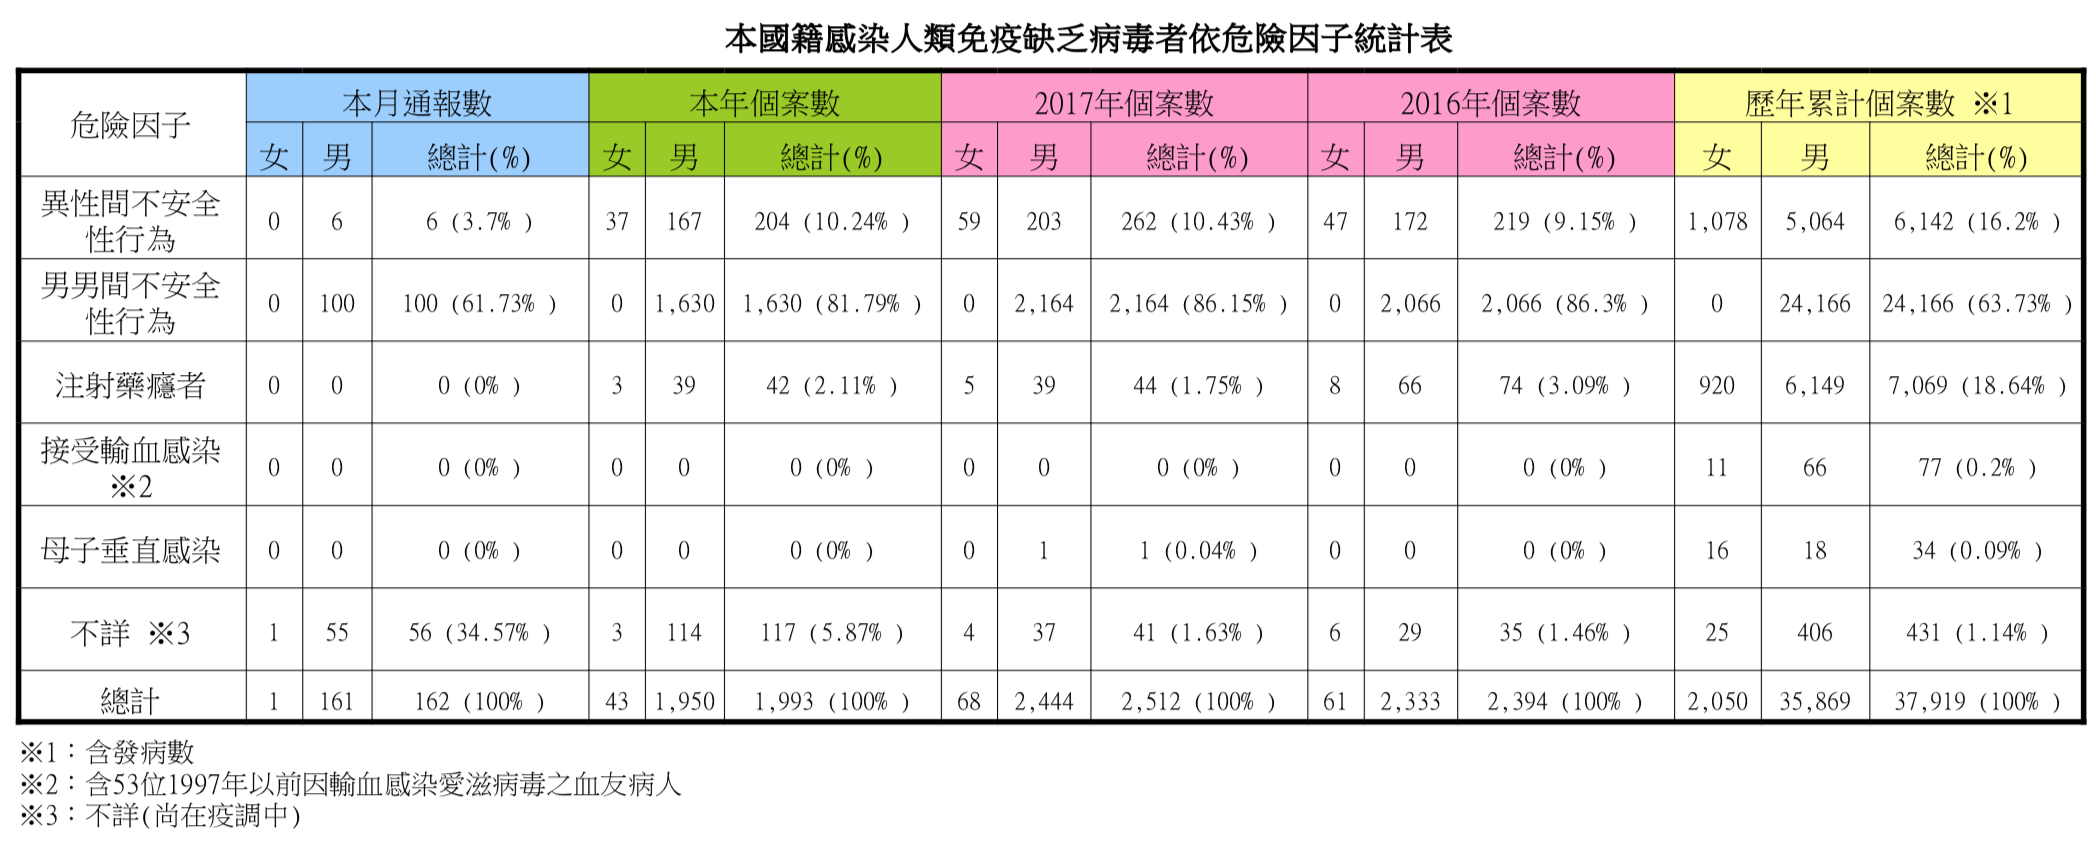 本國籍感染人類免疫缺乏病毒者依危險因子統計表
危險因子 本月通報數 本年個案數 2017年個案數 2016年個案數 歷年累計個案數 ※1
女 男 總計(%) 女 男 總計(%) 女 男 總計(%) 女 男 總計(%) 女 男 總計(%)
異性間不安全
性行為 0 6 6 (3.7% ) 37 167 204 (10.24% ) 59 203 262 (10.43% ) 47 172 219 (9.15% ) 1,078 5,064 6,142 (16.2% )
男男間不安全
性行為 0 100 100 (61.73% ) 0 1,630 1,630 (81.79% ) 0 2,164 2,164 (86.15% ) 0 2,066 2,066 (86.3% ) 0 24,166 24,166 (63.73% )
注射藥癮者 0 0 0 (0% ) 3 39 42 (2.11% ) 5 39 44 (1.75% ) 8 66 74 (3.09% ) 920 6,149 7,069 (18.64% )
接受輸血感染
※2 0 0 0 (0% ) 0 0 0 (0% ) 0 0 0 (0% ) 0 0 0 (0% ) 11 66 77 (0.2% )
母子垂直感染 0 0 0 (0% ) 0 0 0 (0% ) 0 1 1 (0.04% ) 0 0 0 (0% ) 16 18 34 (0.09% )
不詳 ※3 1 55 56 (34.57% ) 3 114 117 (5.87% ) 4 37 41 (1.63% ) 6 29 35 (1.46% ) 25 406 431 (1.14% )
總計 1 161 162 (100% ) 43 1,950 1,993 (100% ) 68 2,444 2,512 (100% ) 61 2,333 2,394 (100% ) 2,050 35,869 37,919 (100% )
※1：含發病數
※2：含53位1997年以前因輸血感染愛滋病毒之血友病人
※3：不詳(尚在疫調中)